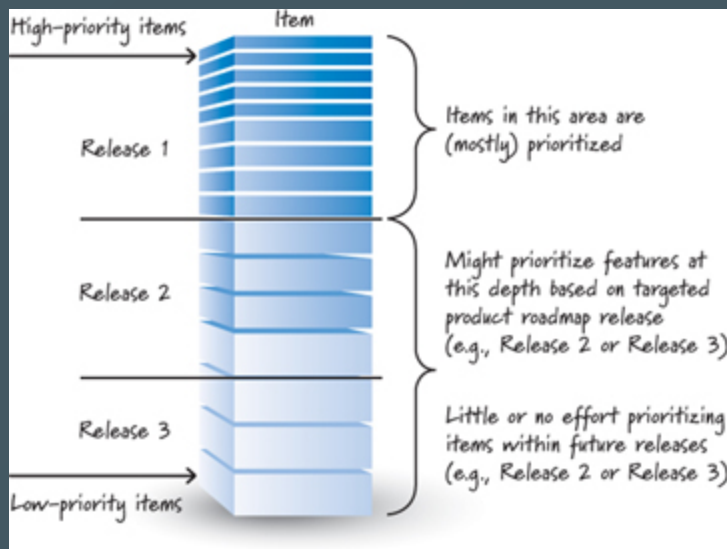 High-priority items
Item
Release 1
Items in this area are
(mostly) prioritized
Release 2
Might prioritize features at
this depth based on targeted
product roadmap release
(e.g., Release 2 or Release 3)
Release 3
Little or no effort prioritizing
items within future releases
(e.g., Release 2 or Release 3)
Low-priority items